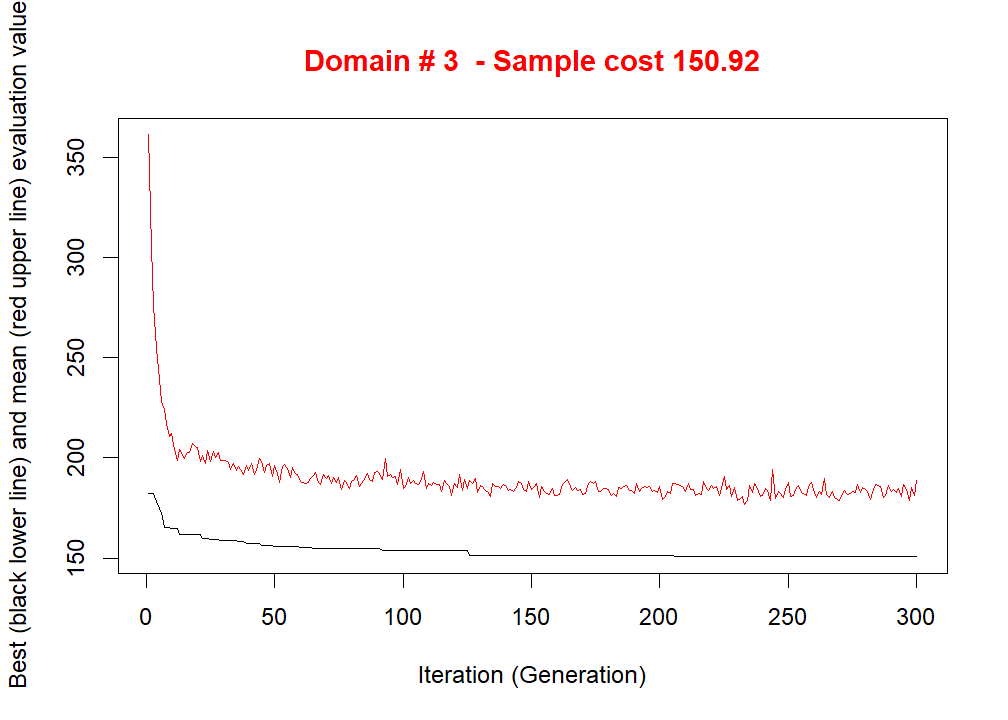 Domain # 3  - Sample cost 150.92
Best (black lower line) and mean (red upper line) evaluation value
350
300
250
200
150
0 50 100 150 200 250 300
Iteration (Generation)